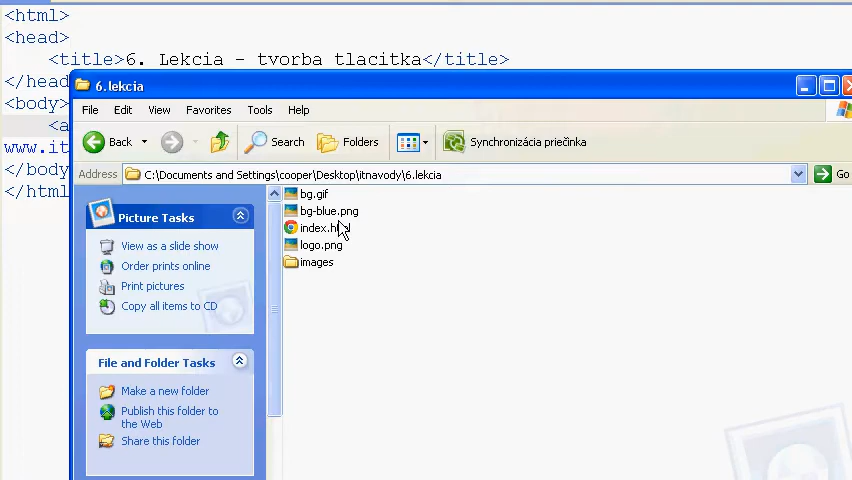 <html>
<head>
<title>6. Lekcia - tvorba tlacitka</title>
</head
6.lekcia
<body>
File Edit View Favorites Tools Help
<a
Back Search Folders Synchronizácia priečinka
www.it
</body
Address C:\Documents and Settings\cooper\Desktop\itnavody\6.lekcia Go
</html
bg.gif
bg-blue.png
index.html
logo.png
images
Picture Tasks
View as a slide show
Order prints online
Print pictures
Copy all items to CD
File and Folder Tasks
Make a new folder
Publish this folder to
the Web
Share this folder